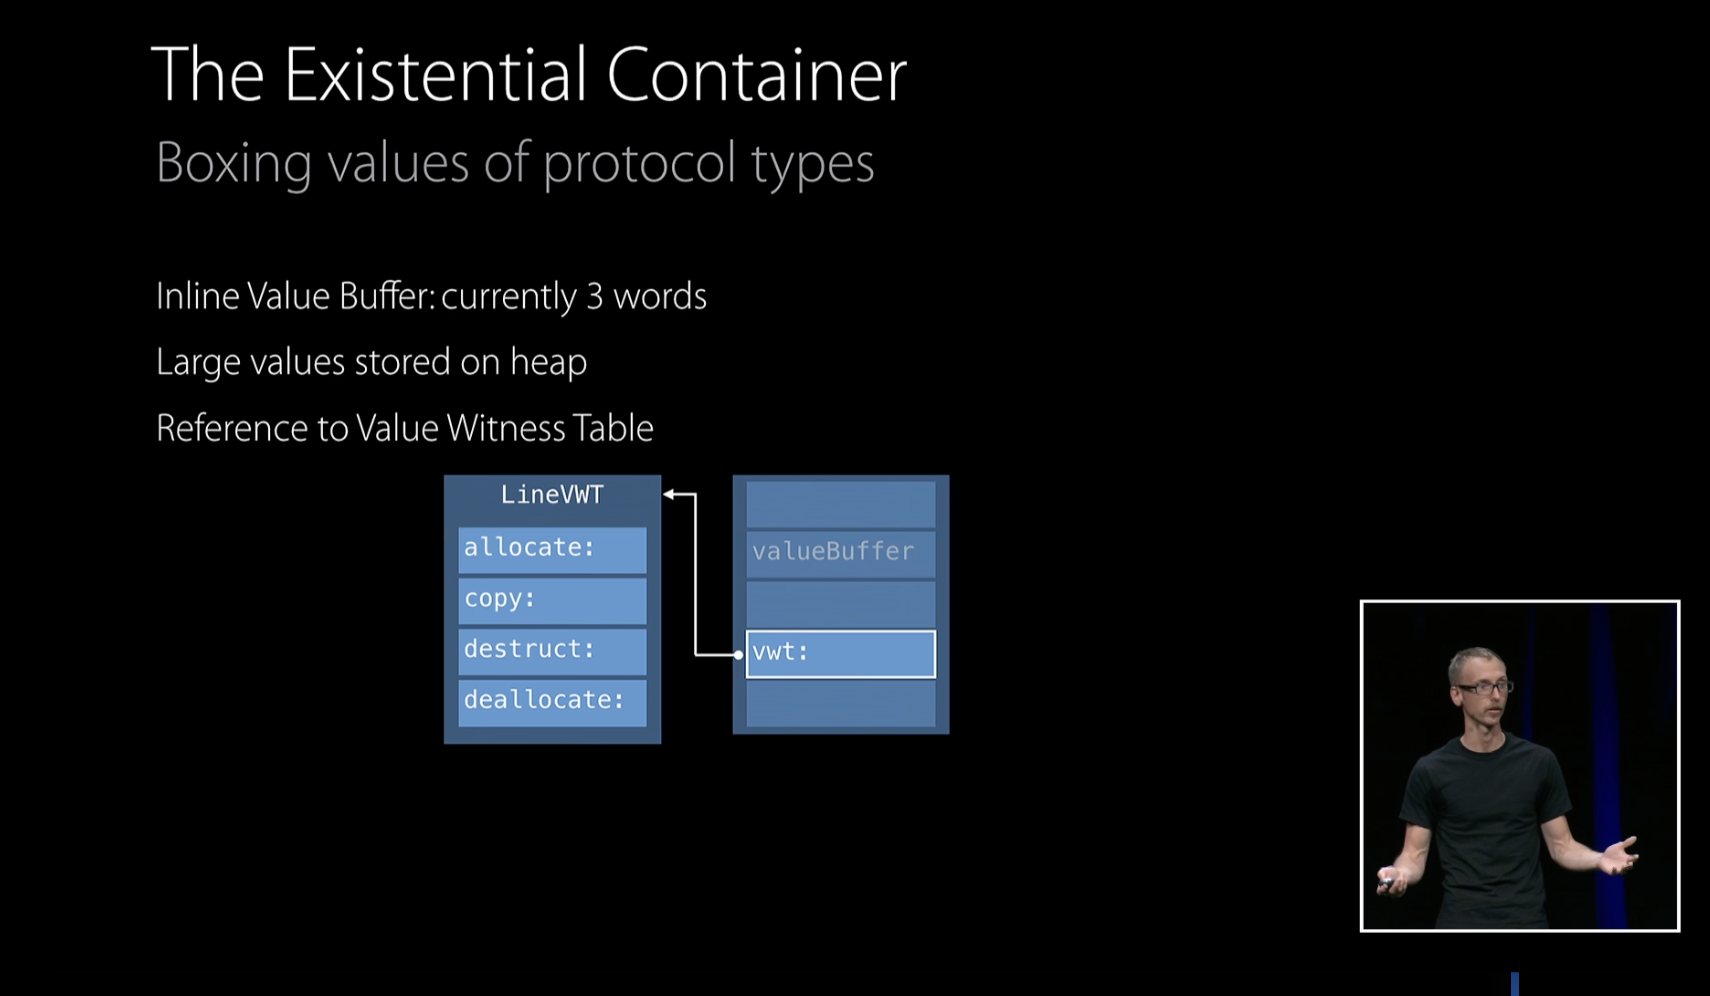 The Existential Container
Boxing values of protocol types
Inline Value Buffer: currently 3 words
Large values stored on heap
Reference to Value Witness Table
LineVWT
allocate:
copy:
destruct:
deallocate:
valueBuffer
vwt: